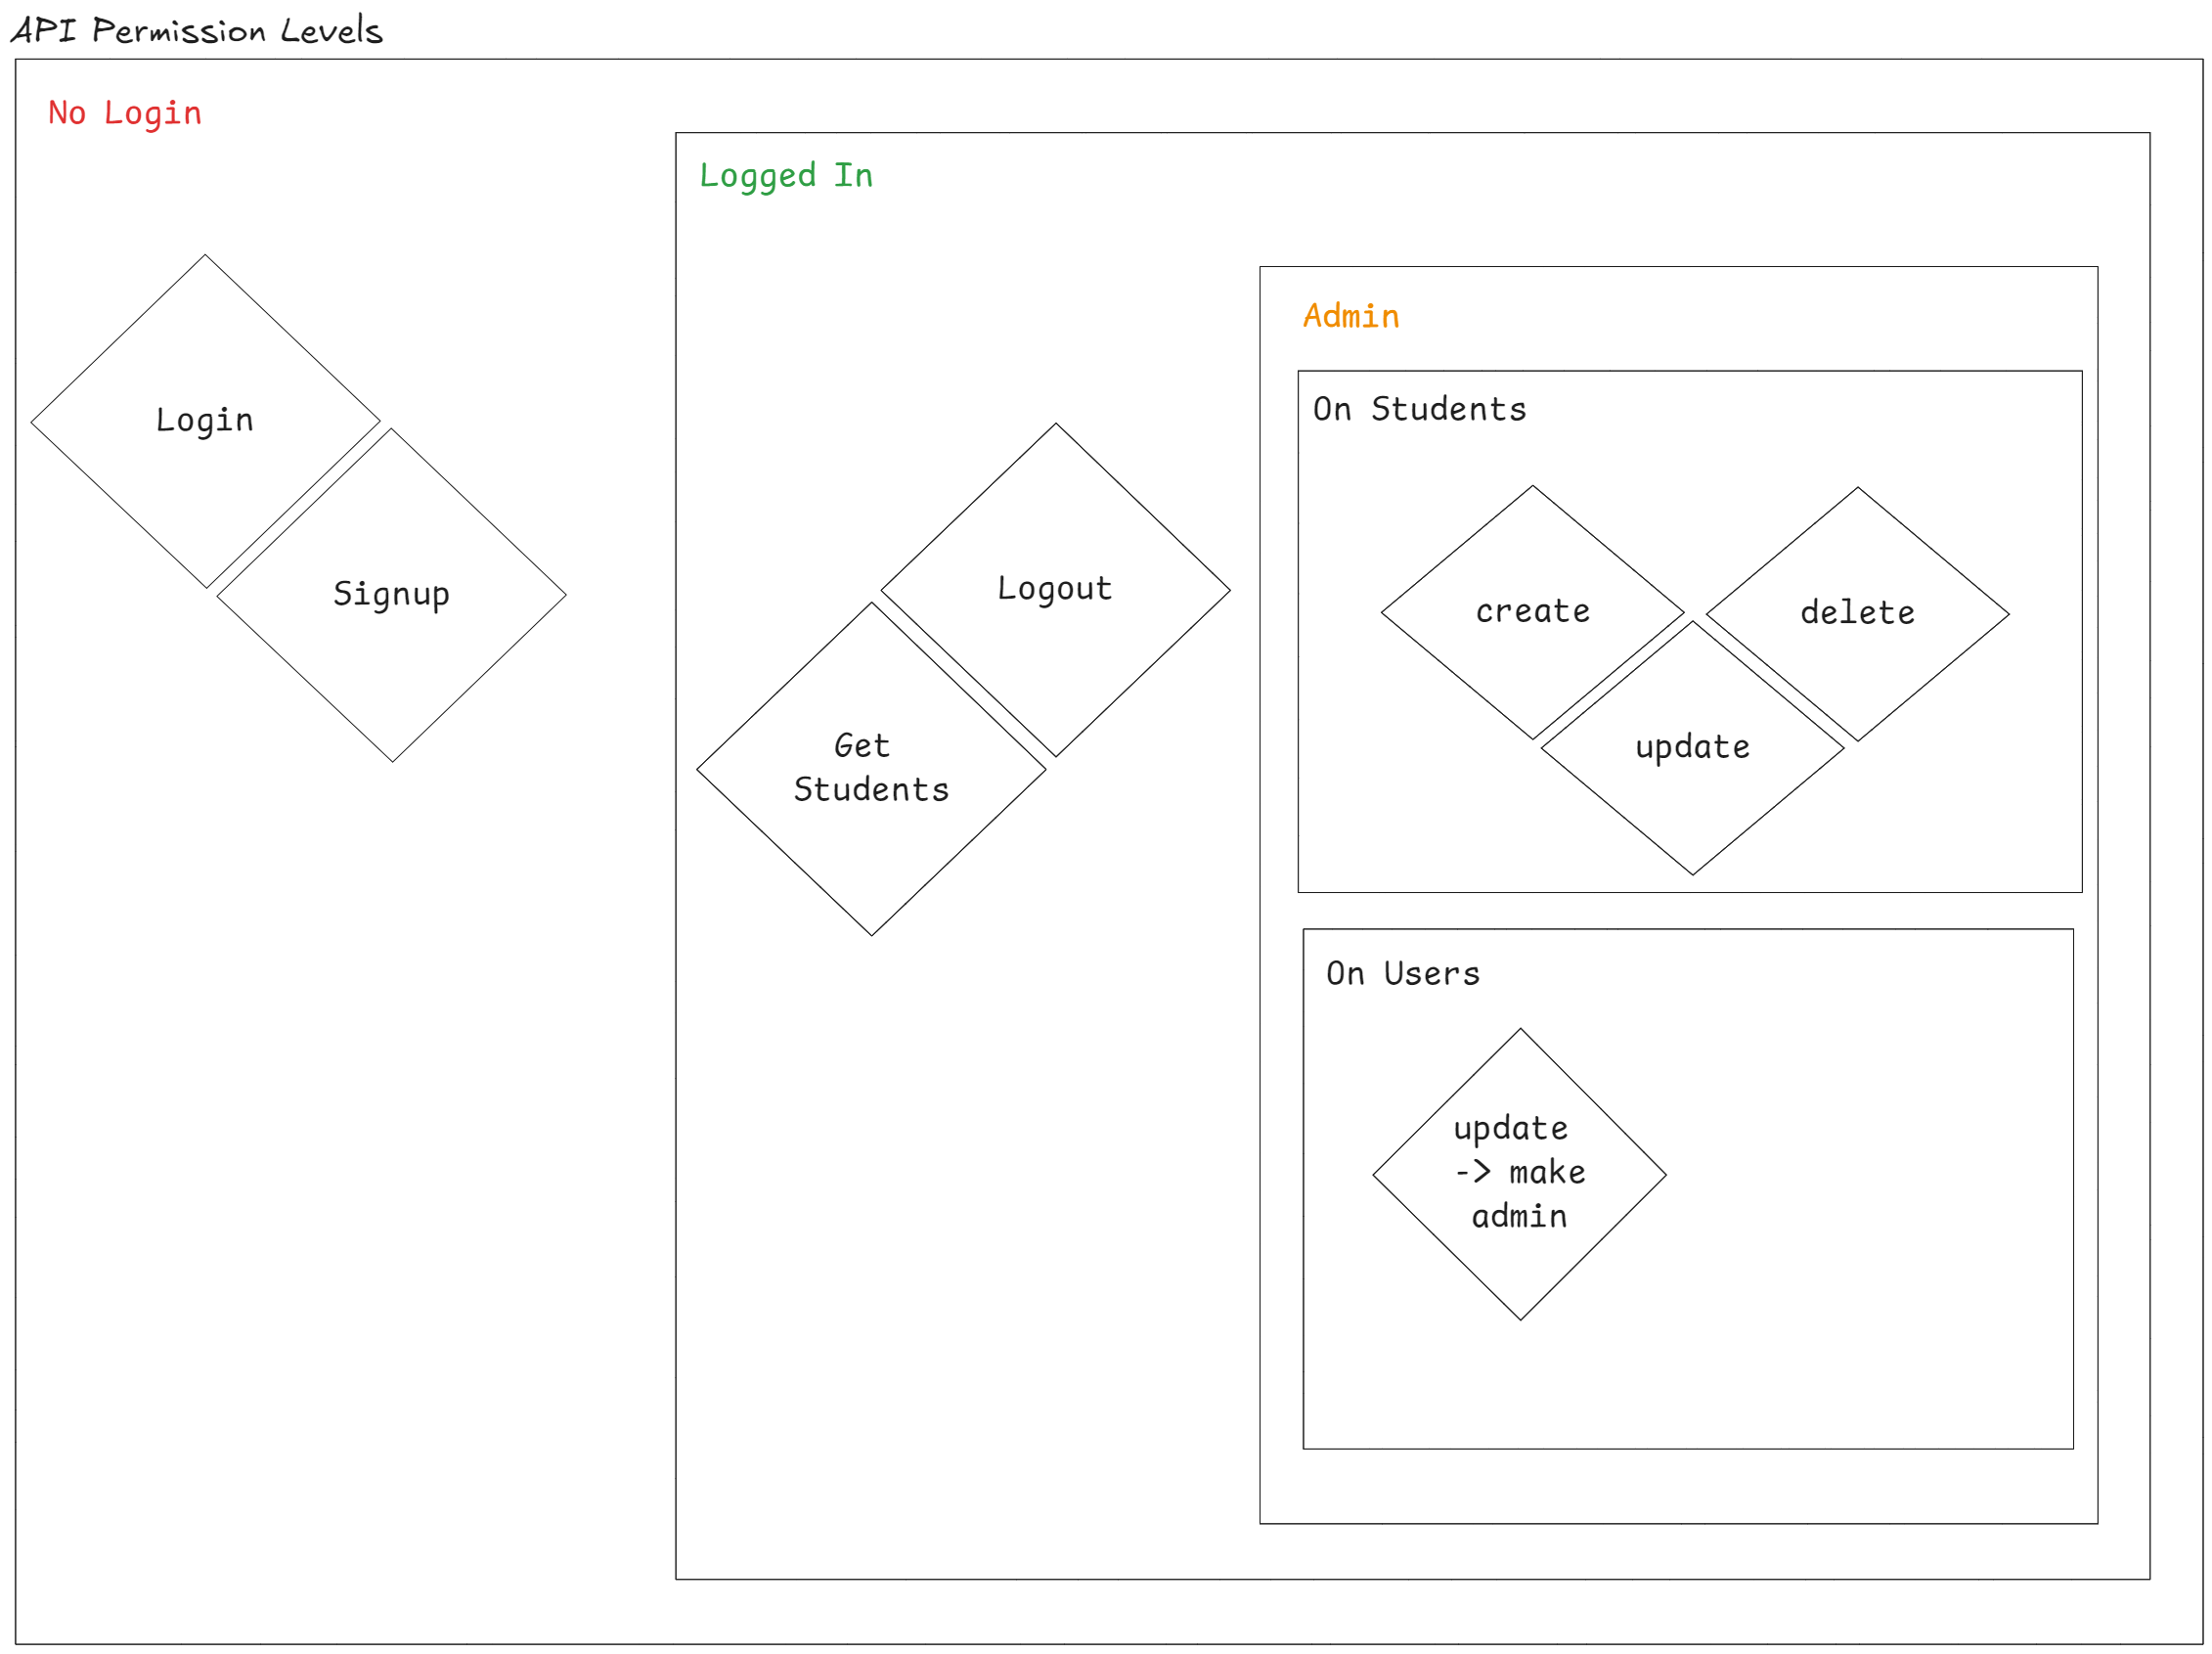 API Permission Levels
No Login
Login
Signup
Logged In
Logout
Get
Students
Admin
On Students
create
delete
update
On Users
update
-> make
admin